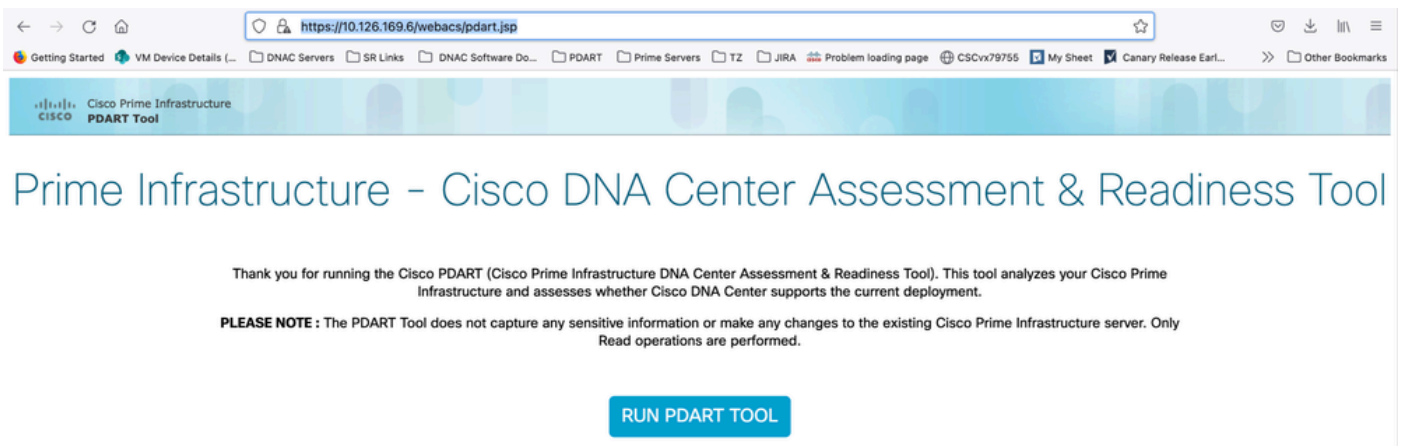 https://10.126.169.6/webacs/pdart.jsp
Getting Started VM Device Details (... DNAC Servers SR Links DNAC Software Do... PDART Prime Servers TZ JIRA Problem loading page CSCvx79755 My Sheet Canary Release Earl... Other Bookmarks
CISCO
Cisco Prime Infrastructure
PDART Tool
Prime Infrastructure - Cisco DNA Center Assessment & Readiness Tool
Thank you for running the Cisco PDART (Cisco Prime Infrastructure DNA Center Assessment & Readiness Tool). This tool analyzes your Cisco Prime
Infrastructure and assesses whether Cisco DNA Center supports the current deployment.
PLEASE NOTE : The PDART Tool does not capture any sensitive information or make any changes to the existing Cisco Prime Infrastructure server. Only
Read operations are performed.
RUN PDART TOOL